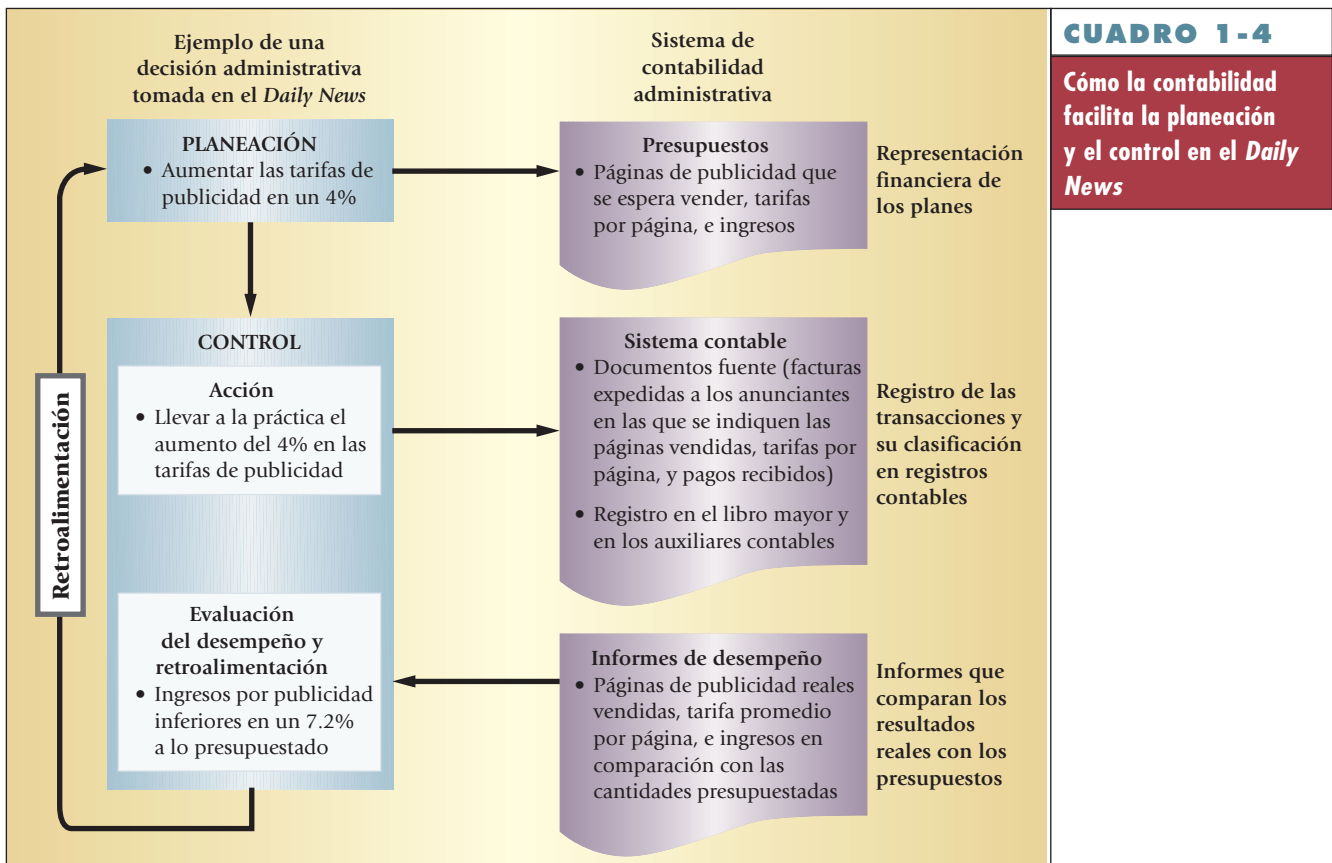 CUADRO 1-4
Cómo la contabilidad
facilita la planeación
y el control en el Daily
News
Ejemplo de una
decisión administrativa
tomada en el Daily News
Sistema de
contabilidad
administrativa
PLANEACIÓN
• Aumentar las tarifas de
publicidad en un 4%
Presupuestos
• Páginas de publicidad que
se espera vender, tarifas
por página, e ingresos
Representación
financiera de
los planes
Retroalimentación
CONTROL
Acción
• Llevar a la práctica el
aumento del 4% en las
tarifas de publicidad
Sistema contable
• Documentos fuente (facturas
expedidas a los anunciantes
en las que se indiquen las
páginas vendidas, tarifas por
página, y pagos recibidos)
• Registro en el libro mayor y
en los auxiliares contables
Registro de las
transacciones y
su clasificación
en registros
contables
Evaluación
del desempeño y
retroalimentación
• Ingresos por publicidad
inferiores en un 7.2%
a lo presupuestado
Informes de desempeño
• Páginas de publicidad reales
vendidas, tarifa promedio
por página, e ingresos en
comparación con las
cantidades presupuestadas
Informes que
comparan los
resultados
reales con los
presupuestos